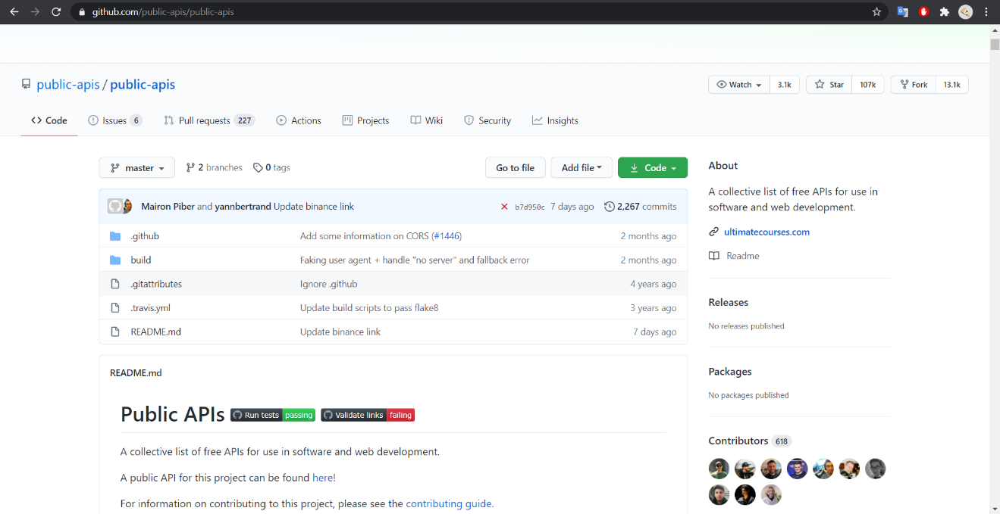 github.com/public-apis/public-apis
public-apis / public-apis
Watch 3.1k Star 107k Fork 13.1k
Code Issues 6 Pull requests 227 Actions Projects Wiki Security Insights
master 2 branches 0 tags Go to file Add file Code
Mairon Piber and yannbertrand Update binance link b7d950c 7 days ago 2,267 commits
.github Add some information on CORS (#1446) 2 months ago
build Faking user agent + handle "no server" and fallback error 2 months ago
.gitattributes Ignore .github 4 years ago
.travis.yml Update build scripts to pass flake8 3 years ago
README.md Update binance link 7 days ago
README.md
Public APIs Run tests passing Validate links failing
A collective list of free APIs for use in software and web development.
A public API for this project can be found here!
For information on contributing to this project, please see the contributing guide.
About
A collective list of free APIs for use in
software and web development.
ultimatecourses.com
Readme
Releases
No releases published
Packages
No packages published
Contributors 618